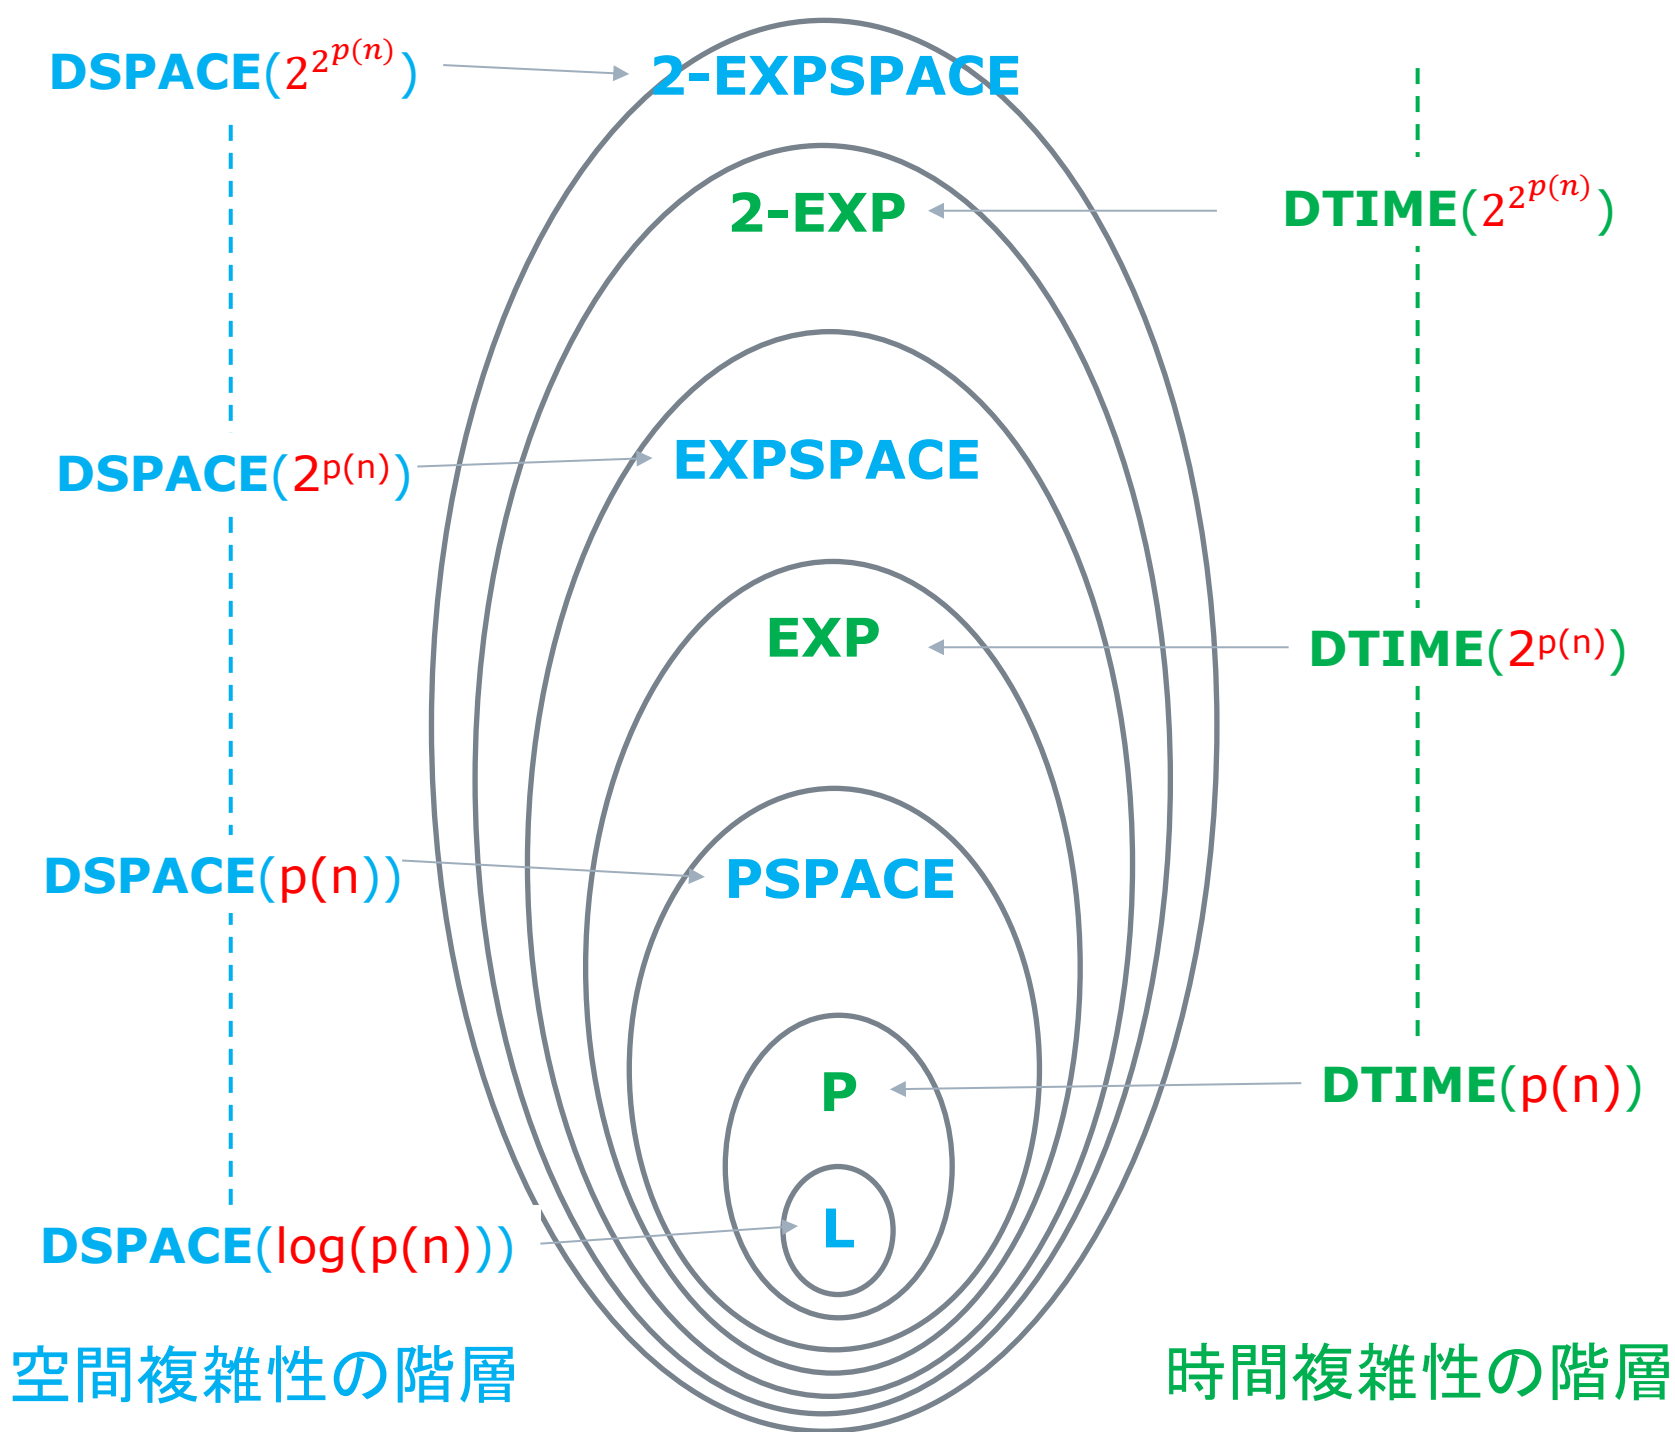 DSPACE(2^{2^{p(n)}})
2-EXPSPACE
2-EXP
DTIME(2^{2^{p(n)}})
DSPACE(2^{p(n)})
EXPSPACE
EXP
DTIME(2^{p(n)})
DSPACE(p(n))
PSPACE
P
DTIME(p(n))
DSPACE(log(p(n)))
L
空間複雑性の階層
時間複雑性の階層